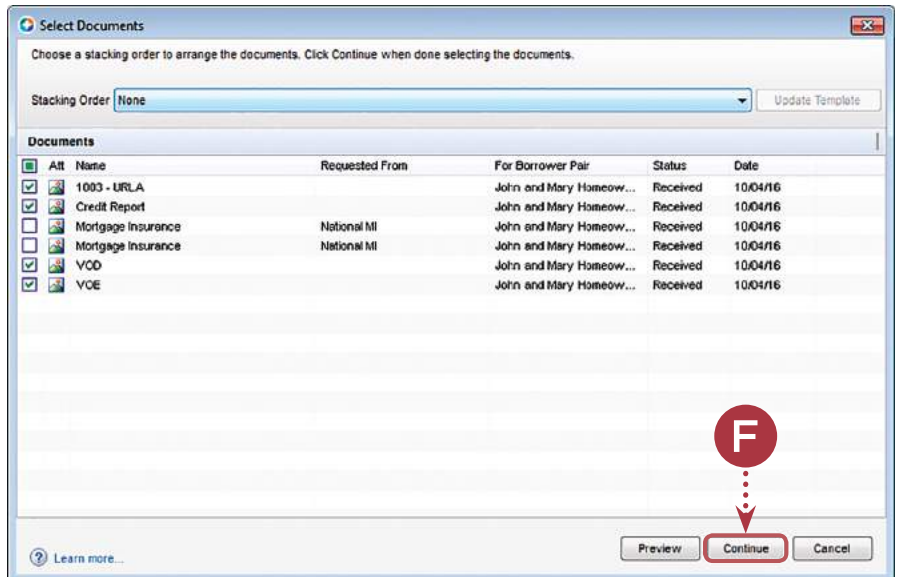 Select Documents
Choose a stacking order to arrange the documents. Click Continue when done selecting the documents.
Stacking Order None Update Template
Documents
Att Name Requested From For Borrower Pair Status Date
1003 - URLA John and Mary Homeow... Received 10/04/16
Credit Report John and Mary Homeow... Received 10/04/16
Mortgage Insurance National MI John and Mary Homeow... Received 10/04/16
Mortgage Insurance National MI John and Mary Homeow... Received 10/04/16
VOD John and Mary Homeow... Received 10/04/16
VOE John and Mary Homeow... Received 10/04/16
F
? Learn more... Preview Continue Cancel